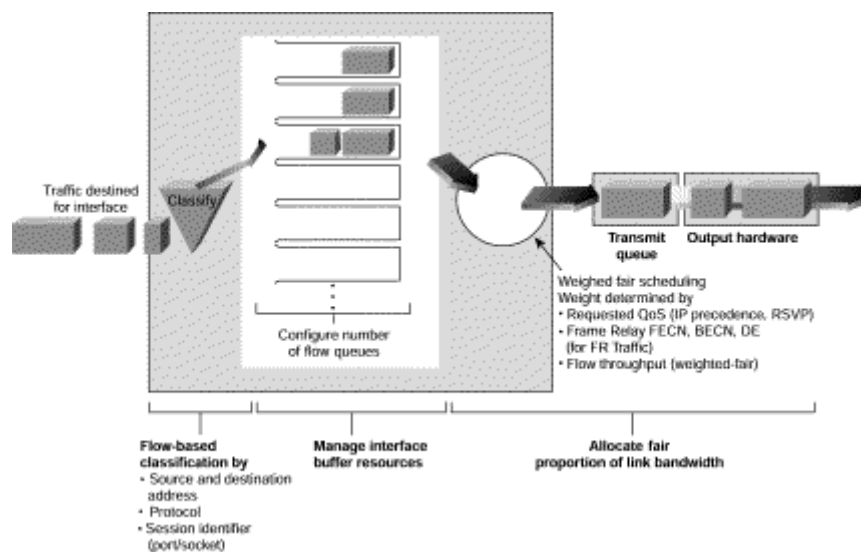 Traffic destined
for interface
Classify
Configure number
of flow queues
Transmit
queue
Output hardware
Weighed fair scheduling
Weight determined by
• Requested QoS (IP precedence, RSVP)
• Frame Relay FECN, BECN, DE
(for FR Traffic)
• Flow throughput (weighted-fair)
Flow-based
classification by
• Source and destination
address
• Protocol
• Session identifier
(port/socket)
Manage interface
buffer resources
Allocate fair
proportion of link bandwidth